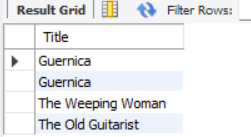 Result Grid Filter Rows:
Title
Guernica
Guernica
The Weeping Woman
The Old Guitarist